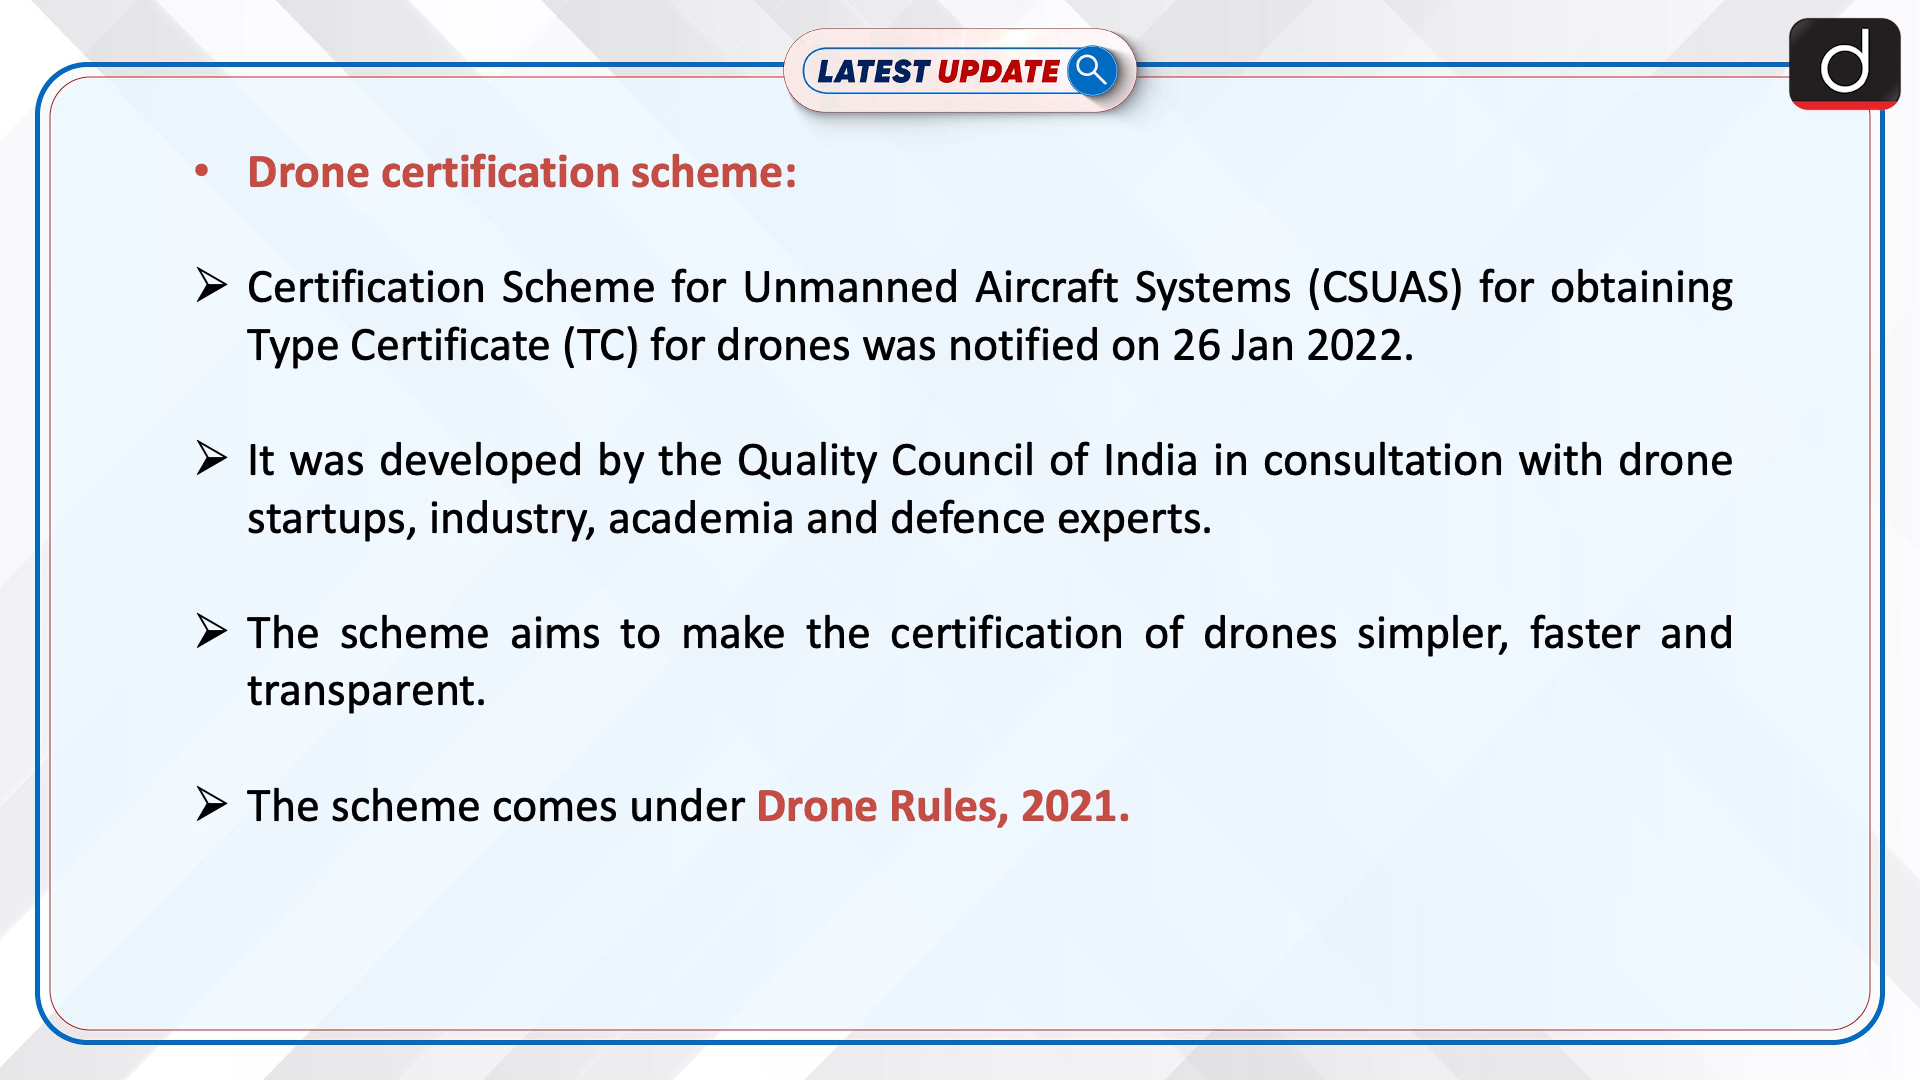 LATEST UPDATE
d
• Drone certification scheme:
➢ Certification Scheme for Unmanned Aircraft Systems (CSUAS) for obtaining
Type Certificate (TC) for drones was notified on 26 Jan 2022.
➢ It was developed by the Quality Council of India in consultation with drone
startups, industry, academia and defence experts.
➢ The scheme aims to make the certification of drones simpler, faster and
transparent.
➢ The scheme comes under Drone Rules, 2021.